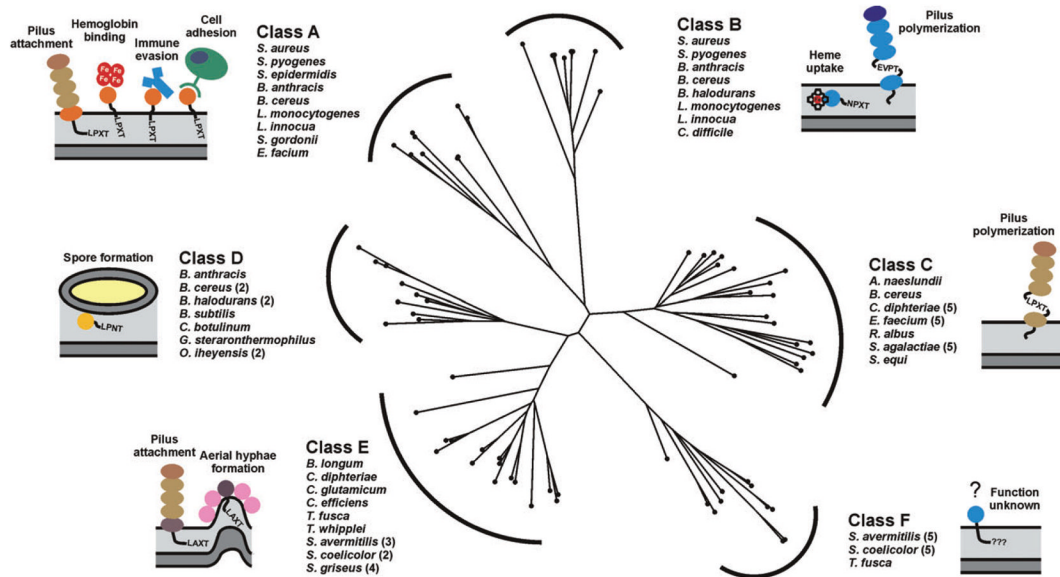 Class A
Pilus
attachment
Hemoglobin
binding
Immune
evasion
Cell
adhesion
Fe Fe
Fe Fe
LPXT
LPXT
LPXT
LPXT
S. aureus
S. pyogenes
S. epidermidis
B. anthracis
B. cereus
L. monocytogenes
L. innocua
S. gordonii
E. facium
Class B
S. aureus
S. pyogenes
B. anthracis
B. cereus
B. halodurans
L. monocytogenes
L. innocua
C. difficile
Heme
uptake
NPXT
Pilus
polymerization
EVPT
Class C
A. naeslundii
B. cereus
C. diphteriae (5)
E. faecium (5)
R. albus
S. agalactiae (5)
S. equi
Pilus
polymerization
LPXT
Spore formation
LPNT
Class D
B. anthracis
B. cereus (2)
B. halodurans (2)
B. subtilis
C. botulinum
G. steraronthermophilus
O. iheyensis (2)
Pilus
attachment
LAXT
Aerial hyphae
formation
LAXT
Class E
B. longum
C. diphteriae
C. glutamicum
C. efficiens
T. fusca
T. whipplei
S. avermitilis (3)
S. coelicolor (2)
S. griseus (4)
Class F
S. avermitilis (5)
S. coelicolor (5)
T. fusca
? Function
unknown
???